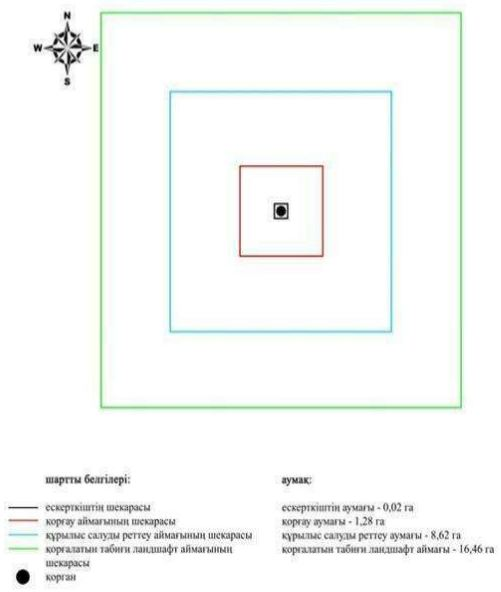 N
W E
S
шартты белгілері:
ескерткіштің шекарасы
қорғау аймағының шекарасы
құрылыс салуды реттеу аймағының шекарасы
қорғалатын табиғи ландшафт аймағының
шекарасы
қорған
аумақ:
ескерткіштің аумағы - 0,02 га
қорғау аумағы - 1,28 га
құрылыс салуды реттеу аумағы - 8,62 га
қорғалатын табиғи ландшафт аймағы - 16,46 га